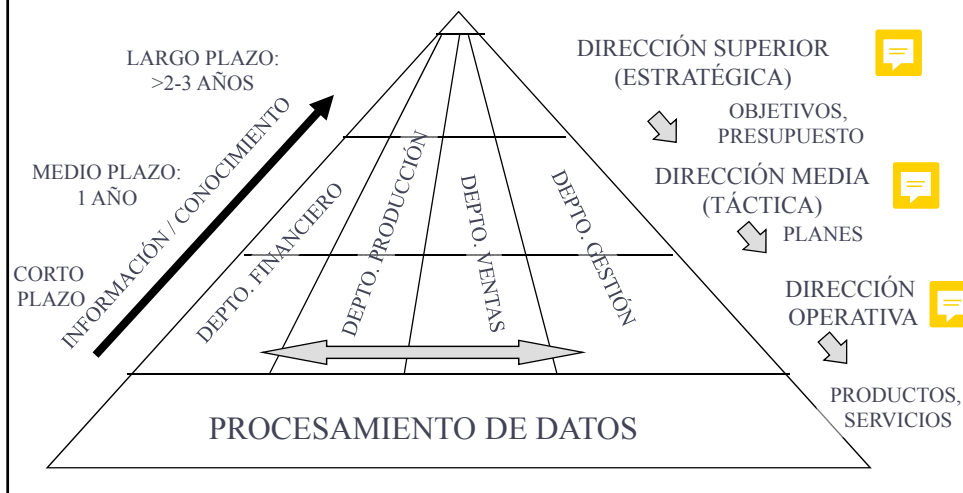 LARGO PLAZO:
>2-3 AÑOS
MEDIO PLAZO:
1 AÑO
CORTO
PLAZO
INFORMACIÓN / CONOCIMIENTO
DEPTO. FINANCIERO
DEPTO. PRODUCCIÓN
DEPTO. VENTAS
DEPTO. GESTIÓN
PROCESAMIENTO DE DATOS
DIRECCIÓN SUPERIOR
(ESTRATÉGICA)
OBJETIVOS,
PRESUPUESTO
DIRECCIÓN MEDIA
(TÁCTICA)
PLANES
DIRECCIÓN
OPERATIVA
PRODUCTOS,
SERVICIOS